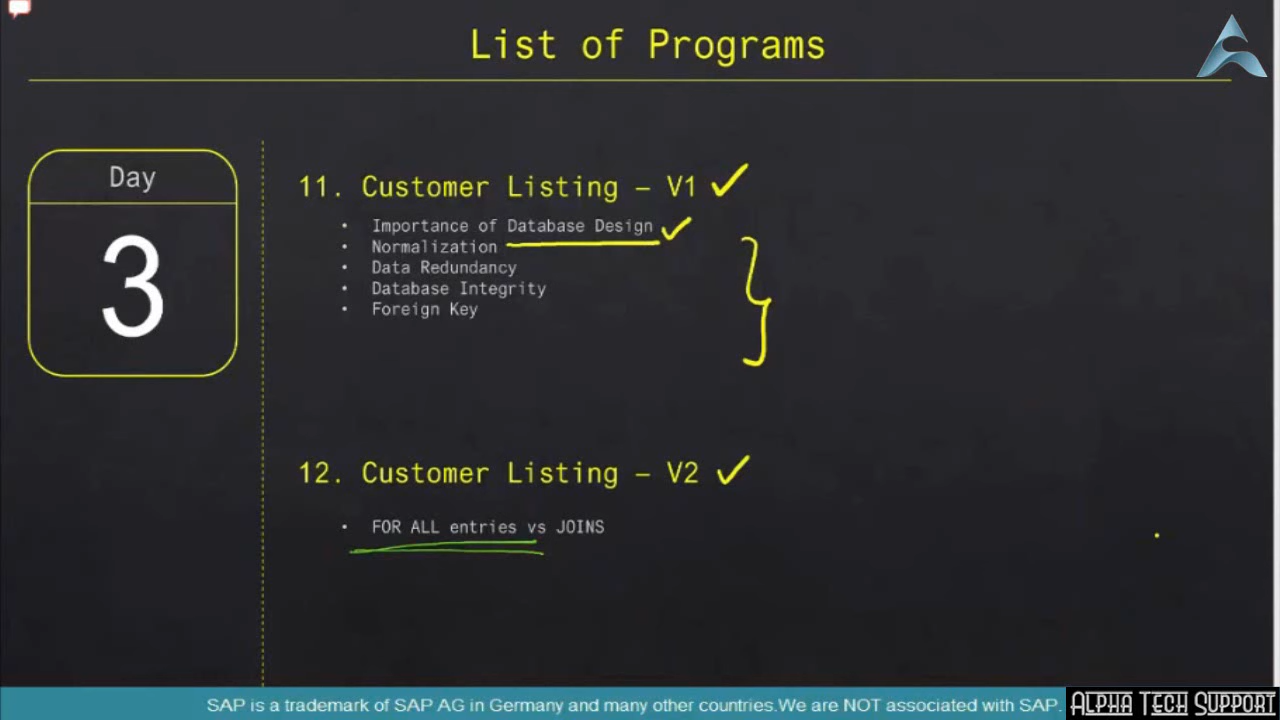 List of Programs
Day
3
11. Customer Listing – V1
• Importance of Database Design
• Normalization
• Data Redundancy
• Database Integrity
• Foreign Key
12. Customer Listing – V2
• FOR ALL entries vs JOINS
SAP is a trademark of SAP AG in Germany and many other countries.We are NOT associated with SAP.
ALPHA TECH SUPPORT